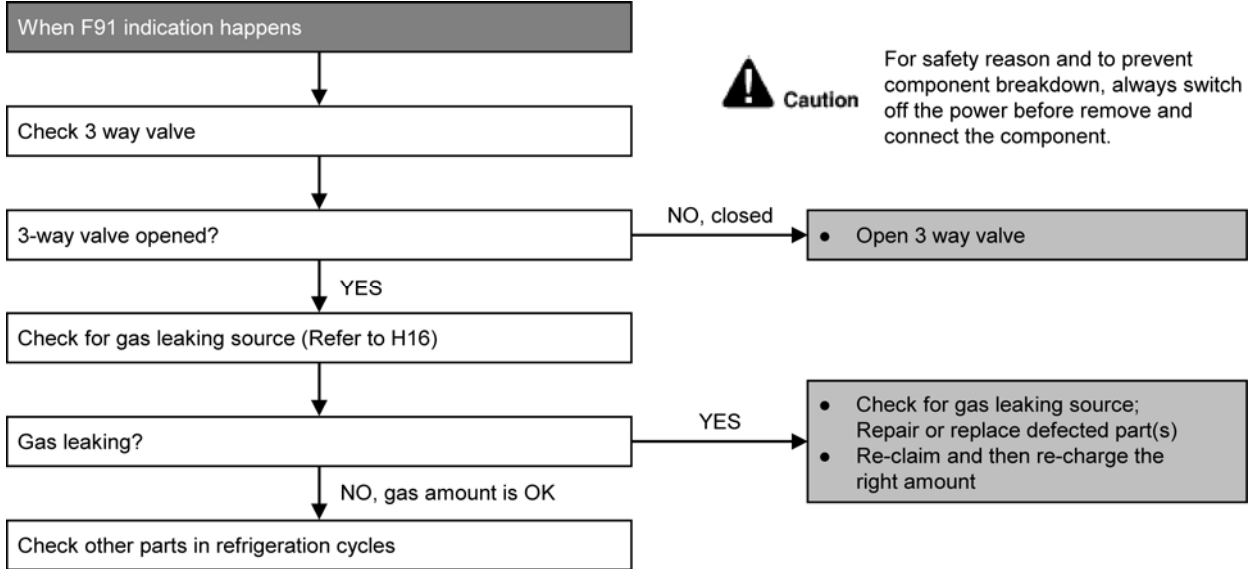 When F91 indication happens
For safety reason and to prevent
component breakdown, always switch
off the power before remove and
connect the component.
Caution
Check 3 way valve
3-way valve opened?
NO, closed
● Open 3 way valve
YES
Check for gas leaking source (Refer to H16)
Gas leaking?
YES
● Check for gas leaking source;
Repair or replace defected part(s)
● Re-claim and then re-charge the
right amount
NO, gas amount is OK
Check other parts in refrigeration cycles